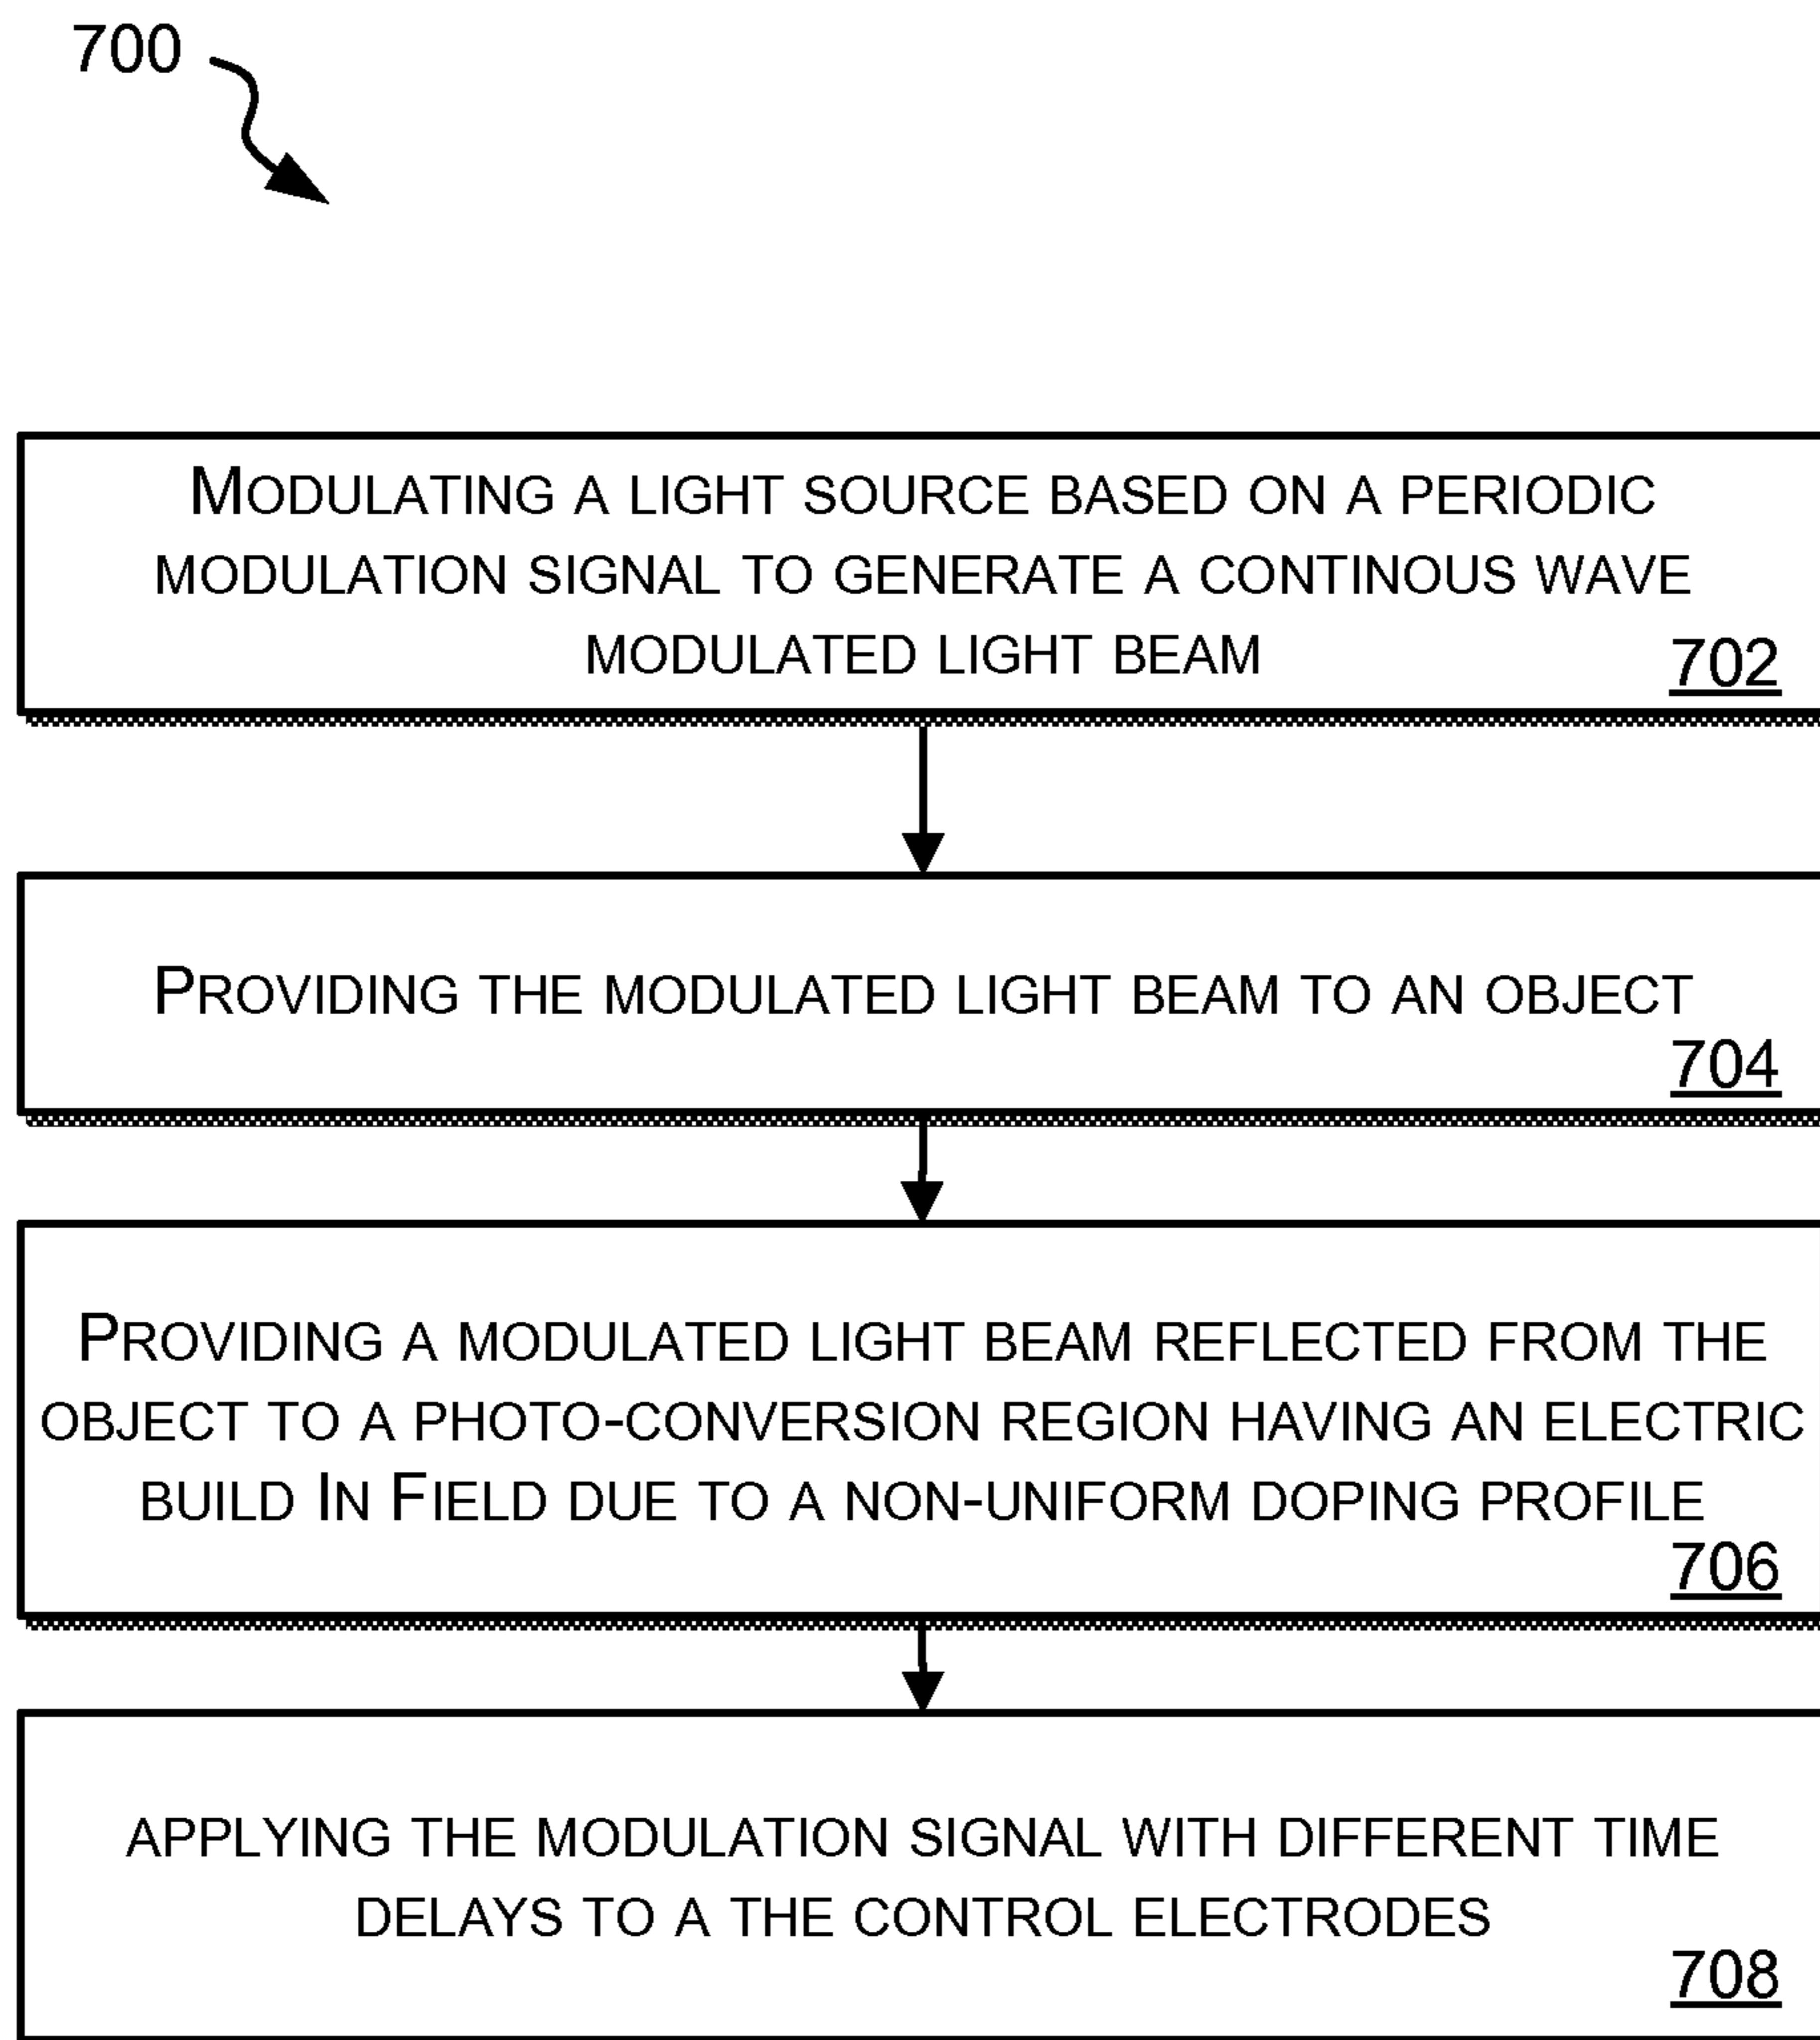 700
MODULATING A LIGHT SOURCE BASED ON A PERIODIC
MODULATION SIGNAL TO GENERATE A CONTINOUS WAVE
MODULATED LIGHT BEAM
702
PROVIDING THE MODULATED LIGHT BEAM TO AN OBJECT
704
PROVIDING A MODULATED LIGHT BEAM REFLECTED FROM THE
OBJECT TO A PHOTO-CONVERSION REGION HAVING AN ELECTRIC
BUILD IN FIELD DUE TO A NON-UNIFORM DOPING PROFILE
706
APPLYING THE MODULATION SIGNAL WITH DIFFERENT TIME
DELAYS TO A THE CONTROL ELECTRODES
708